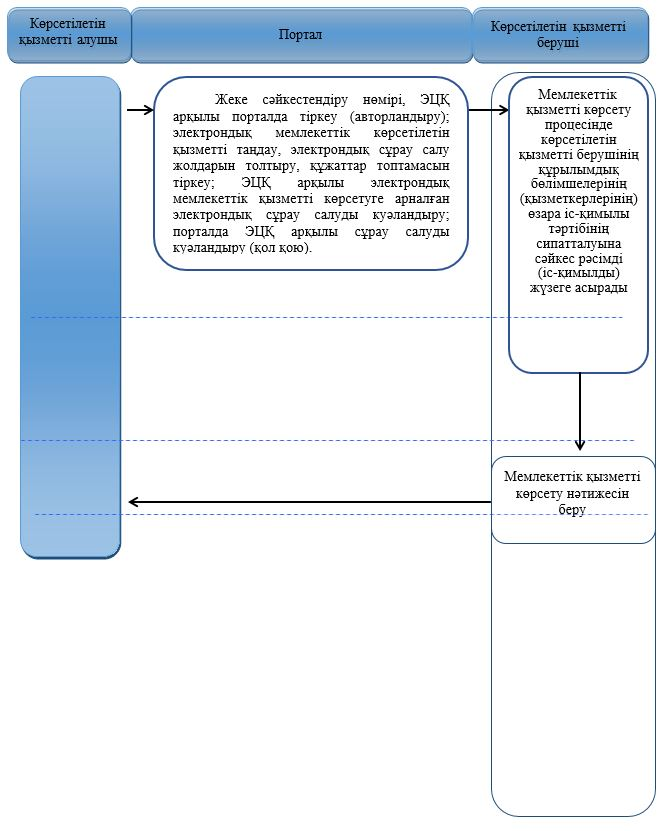 Көрсетілетін
қызметті алушы
Портал
Көрсетілетін қызметті
беруші
Жеке сәйкестендіру нөмірі, ЭЦҚ
арқылы порталда тіркеу (авторландыру);
электрондық мемлекеттік көрсетілетін
қызметті таңдау, электрондық сұрау салу
жолдарын толтыру, құжаттар топтамасын
тіркеу; ЭЦҚ арқылы электрондық
мемлекеттік қызметті көрсетуге арналған
электрондық сұрау салуды куәландыру;
порталда ЭЦҚ арқылы сұрау салуды
куәландыру (қол қою).
Мемлекеттік
қызметті көрсету
процесінде
көрсетілетін
қызметті берушінің
құрылымдық
бөлімшелерінің
(қызметкерлерінің)
өзара іс-қимылы
тәртібінің
сипатталуына
сәйкес рәсімді
(іс-қимылды)
жүзеге асырады
Мемлекеттік қызметті
көрсету нәтижесін
беру